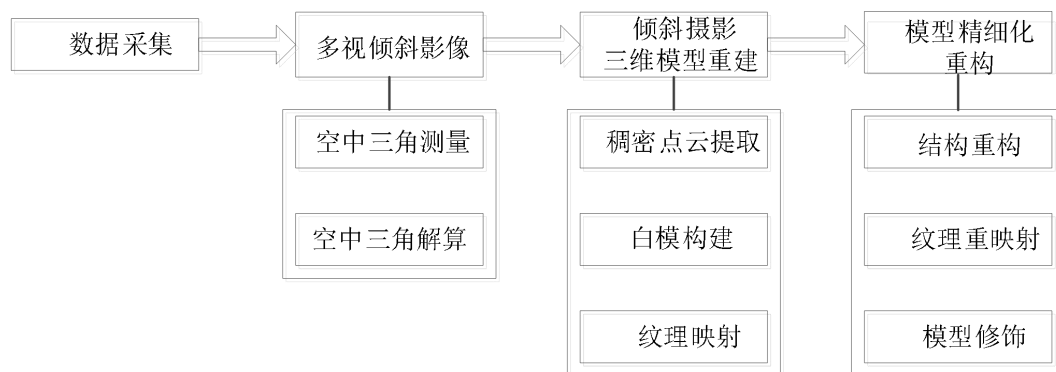 数据采集
多视倾斜影像
倾斜摄影
三维模型重建
模型精细化
重构
空中三角测量
稠密点云提取
结构重构
空中三角解算
白模构建
纹理重映射
纹理映射
模型修饰